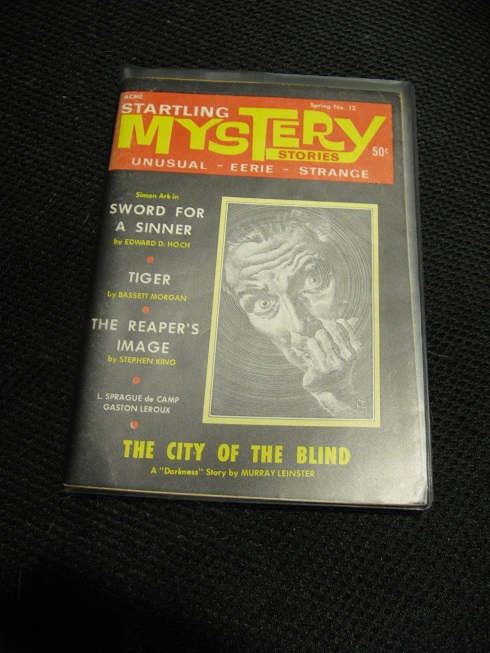 ACME
Spring No. 12
STARTLING
MYSTERY
STORIES
50c
UNUSUAL - EERIE - STRANGE
Simon Ark in
SWORD FOR
A SINNER
by EDWARD D. HOCH
TIGER
by BASSETT MORGAN
THE REAPER'S
IMAGE
by STEPHEN KING
L. SPRAGUE de CAMP
GASTON LEROUX
THE CITY OF THE BLIND
A "Darkness" Story by MURRAY LEINSTER